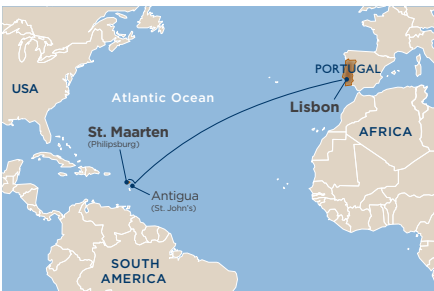 PORTUGAL
USA
Atlantic Ocean
Lisbon
St. Maarten
(Philipsburg)
AFRICA
Antigua
(St. John's)
SOUTH
AMERICA